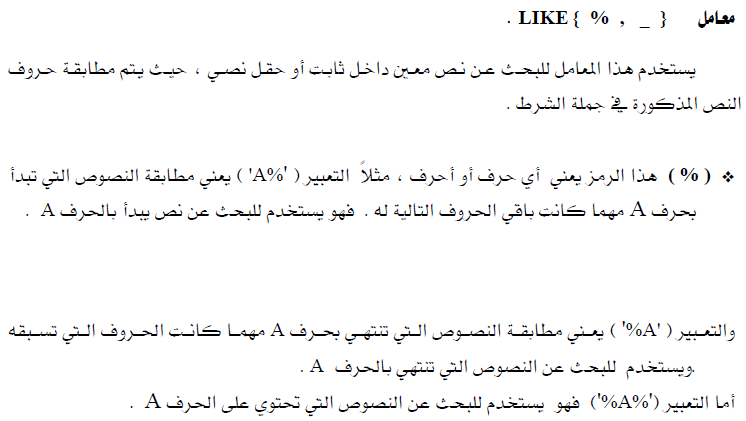 معامل LIKE{ % , _ } .
يستخدم هذا المعامل للبحث عن نص معين داخل ثابت أو حقل نصي ، حيث يتم مطابقة حروف
النص المذكورة في جملة الشرط .
❖ ( % ) هذا الرمز يعني أي حرف أو أحرف ، مثلاً التعبير ( 'A%' ) يعني مطابقة النصوص التي تبدأ
بحرف A مهما كانت باقي الحروف التالية له . فهو يستخدم للبحث عن نص يبدأ بالحرف A .
والتعبير ( '%A' ) يعني مطابقة النصوص التي تنتهي بحرف A مهما كانت الحروف التي تسبقه
.ويستخدم للبحث عن النصوص التي تنتهي بالحرف A .
أما التعبير ('%A%') فهو يستخدم للبحث عن النصوص التي تحتوي على الحرف A .